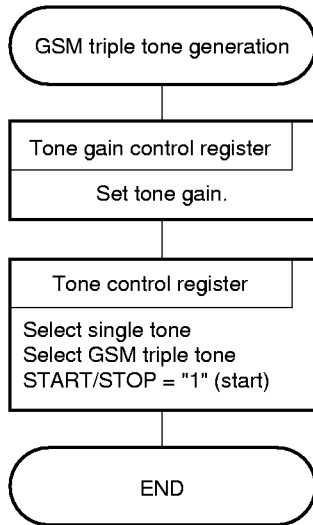 GSM triple tone generation
Tone gain control register
Set tone gain.
Tone control register
Select single tone
Select GSM triple tone
START/STOP = "1" (start)
END